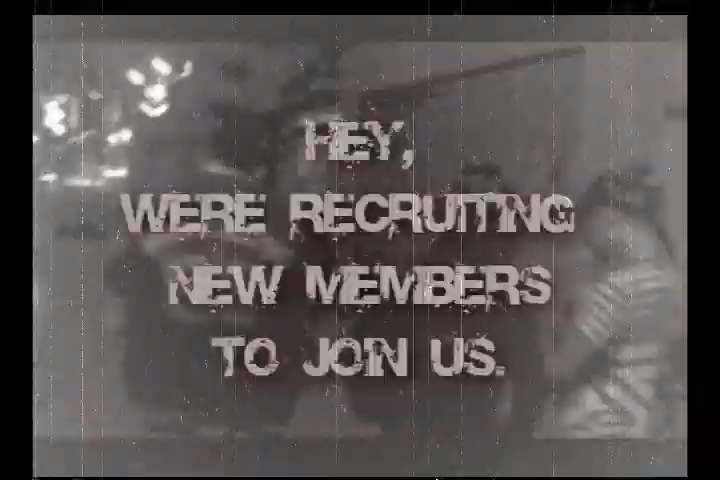 HEY,
WERE RECRUITING
NEW MEMBERS
TO JOIN US.